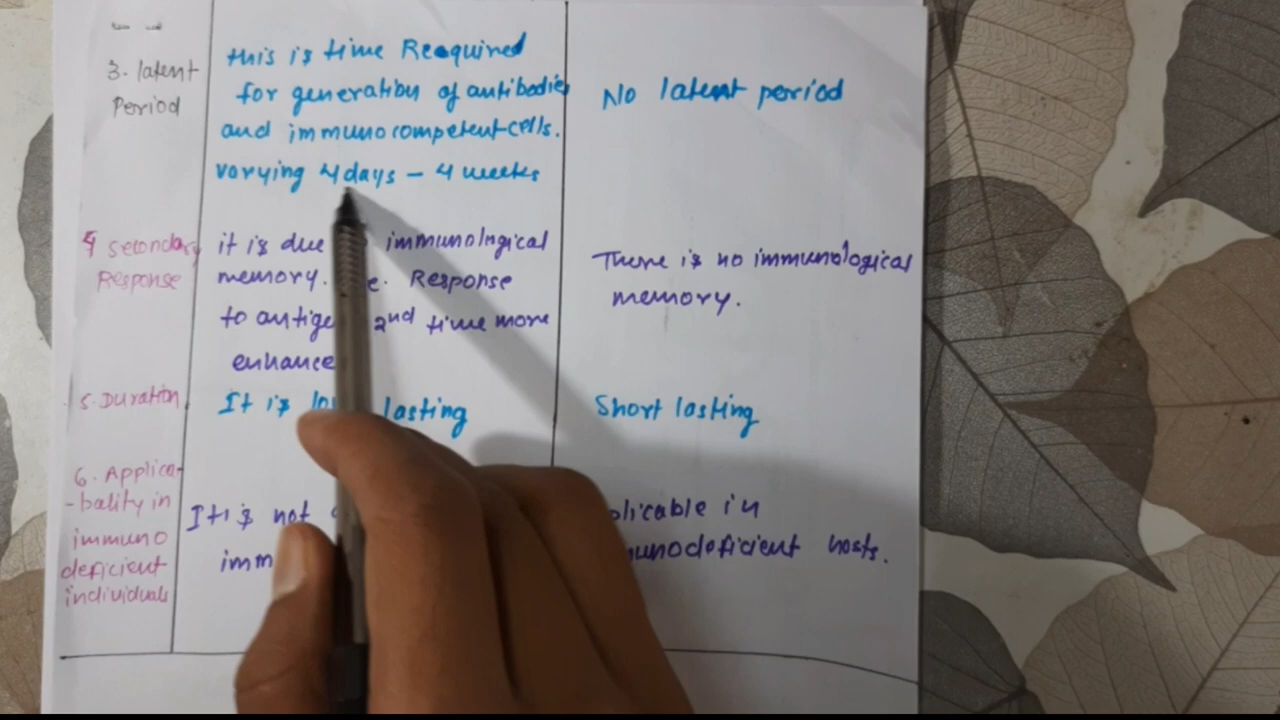 3. latent
Period
this is time Reaquired
for generation of antibodies
and immunocompetent cells.
varying 4days - 4 weeks
No latent period
4 secondary
Response
it is due immunological
memory. e. Response
to antige 2nd time more
enhance
There is no immunological
memory.
5. Duration
It is lasting
Short lasting
6. Applica-
-bality in
immuno
deficient
individuals
It is not
imm
plicable in
unodeficient hosts.